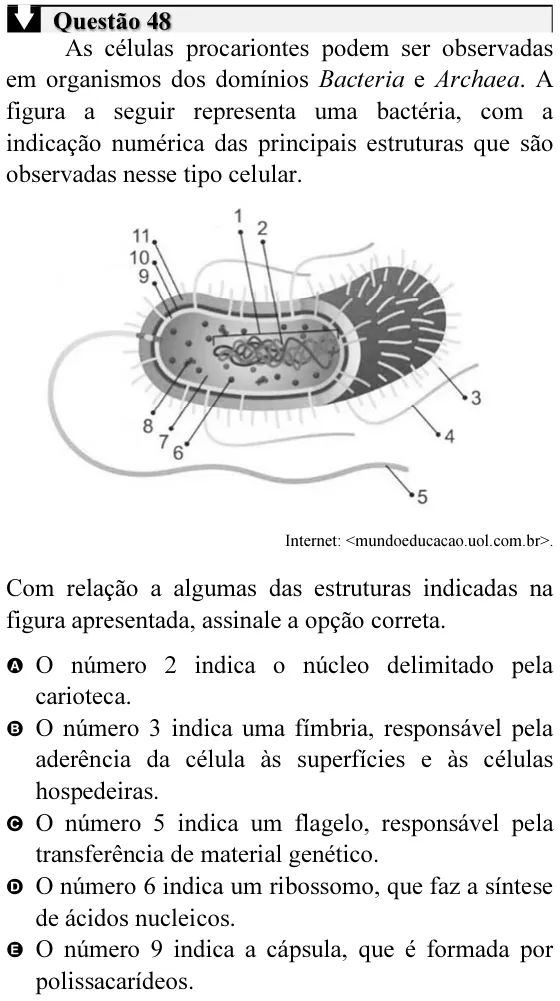 Questão 48
As células procariontes podem ser observadas
em organismos dos domínios Bacteria e Archaea. A
figura a seguir representa uma bactéria, com a
indicação numérica das principais estruturas que são
observadas nesse tipo celular.
1
2
11
10
9
3
8
4
7
6
5
Internet: <mundoeducacao.uol.com.br>.
Com relação a algumas das estruturas indicadas na
figura apresentada, assinale a opção correta.
A O número 2 indica o núcleo delimitado pela
carioteca.
B O número 3 indica uma fímbria, responsável pela
aderência da célula às superfícies e às células
hospedeiras.
C O número 5 indica um flagelo, responsável pela
transferência de material genético.
D O número 6 indica um ribossomo, que faz a síntese
de ácidos nucleicos.
E O número 9 indica a cápsula, que é formada por
polissacarídeos.